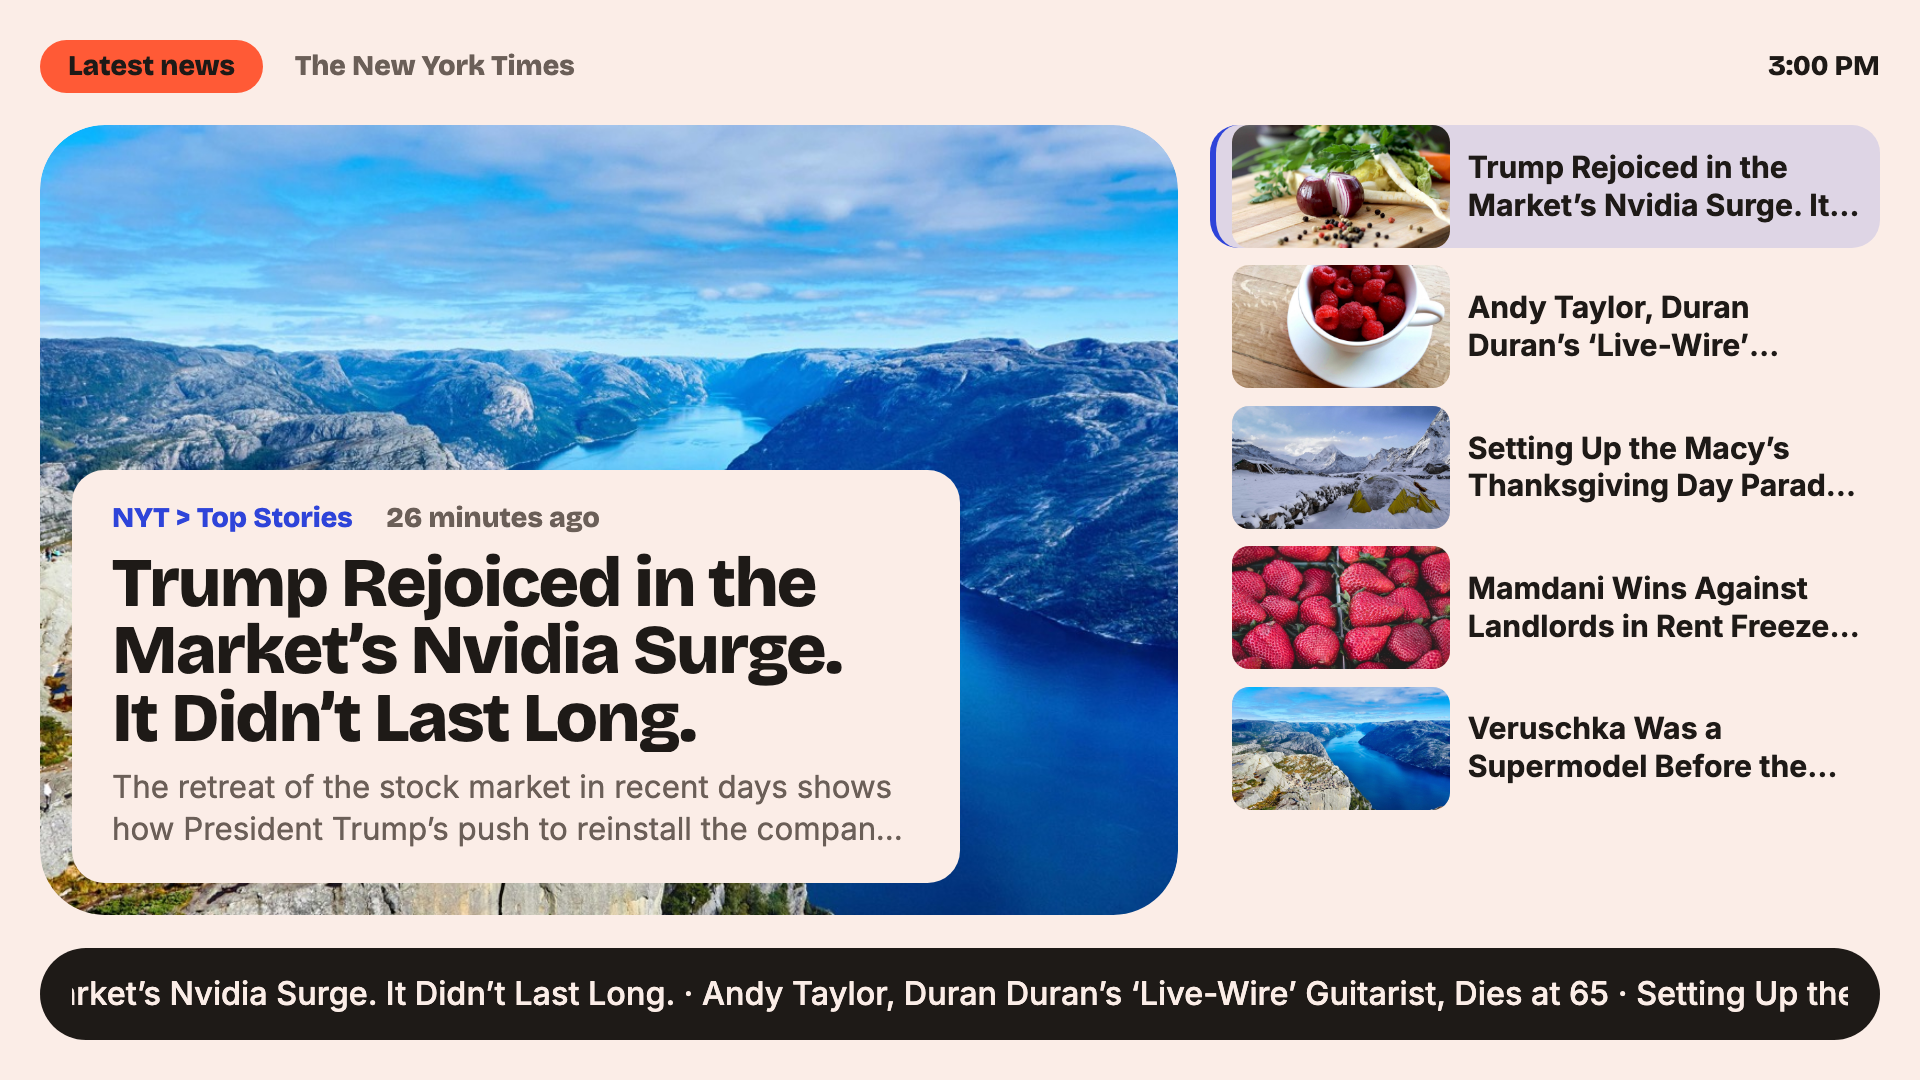 Latest news
The New York Times
3:00 PM
NYT > Top Stories
26 minutes ago
Trump Rejoiced in the
Market’s Nvidia Surge.
It Didn’t Last Long.
The retreat of the stock market in recent days shows
how President Trump’s push to reinstall the compan…
Trump Rejoiced in the
Market’s Nvidia Surge. It…
Andy Taylor, Duran
Duran’s ‘Live-Wire’…
Setting Up the Macy’s
Thanksgiving Day Parad…
Mamdani Wins Against
Landlords in Rent Freeze…
Veruschka Was a
Supermodel Before the…
rket’s Nvidia Surge. It Didn’t Last Long. · Andy Taylor, Duran Duran’s ‘Live-Wire’ Guitarist, Dies at 65 · Setting Up the